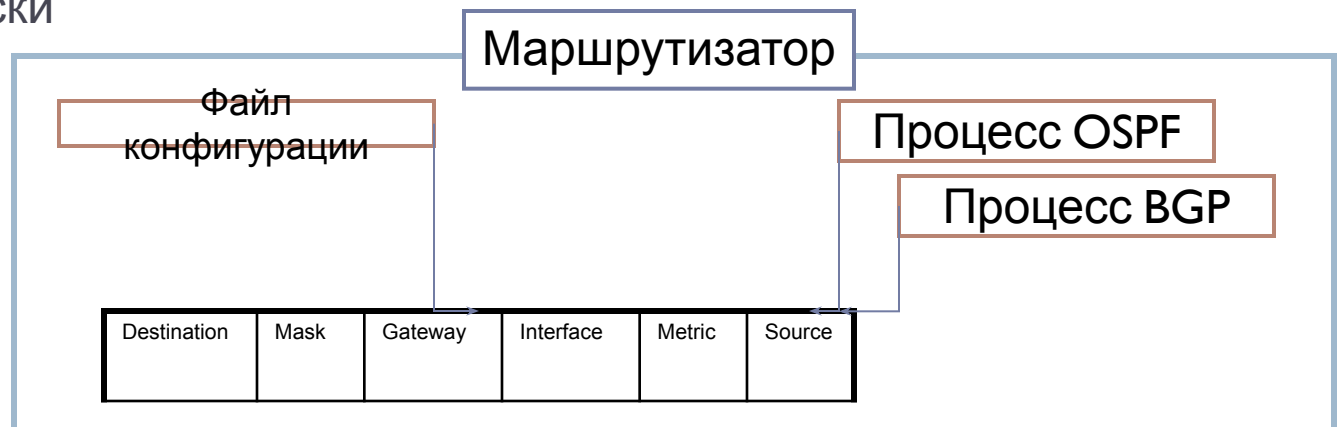 ски
Маршрутизатор
Файл
конфигурации
Процесс OSPF
Процесс BGP
Destination Mask Gateway Interface Metric Source